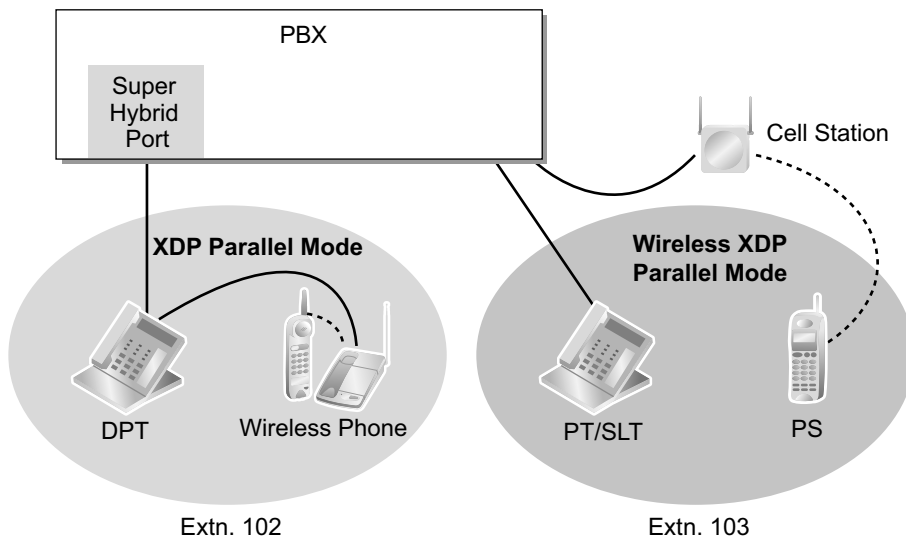 PBX
Super
Hybrid
Port
Cell Station
XDP Parallel Mode
Wireless XDP
Parallel Mode
DPT
Wireless Phone
PT/SLT
PS
Extn. 102
Extn. 103